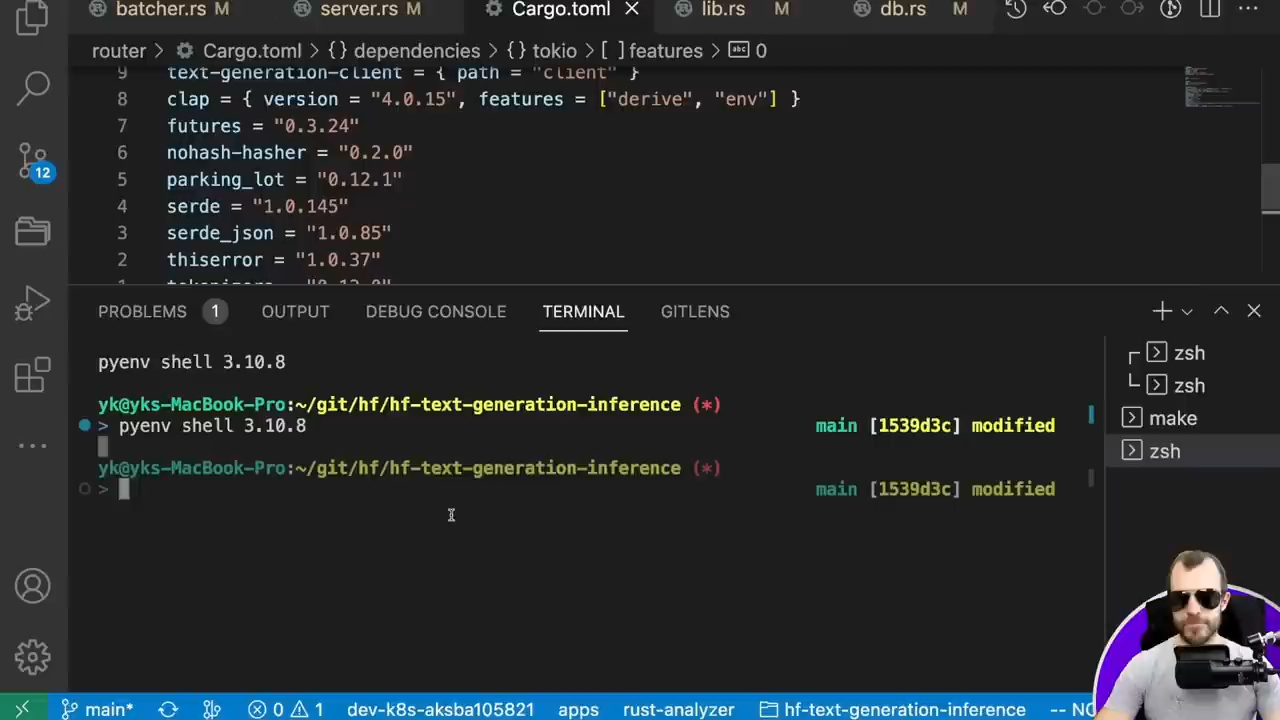 batcher.rs M server.rs M Cargo.toml lib.rs M db.rs M
router > Cargo.toml > {} dependencies > {} tokio > [ ] features > abc 0
9 text-generation-client = { path = "client" }
8 clap = { version = "4.0.15", features = ["derive", "env"] }
7 futures = "0.3.24"
6 nohash-hasher = "0.2.0"
5 parking_lot = "0.12.1"
4 serde = "1.0.145"
3 serde_json = "1.0.85"
2 thiserror = "1.0.37"
12
PROBLEMS 1 OUTPUT DEBUG CONSOLE TERMINAL GITLENS
pyenv shell 3.10.8
yk@yks-MacBook-Pro:~/git/hf/hf-text-generation-inference (*)
> pyenv shell 3.10.8 main [1539d3c] modified
yk@yks-MacBook-Pro:~/git/hf/hf-text-generation-inference (*)
> main [1539d3c] modified
zsh
zsh
make
zsh
main* 0 1 dev-k8s-aksba105821 apps rust-analyzer hf-text-generation-inference